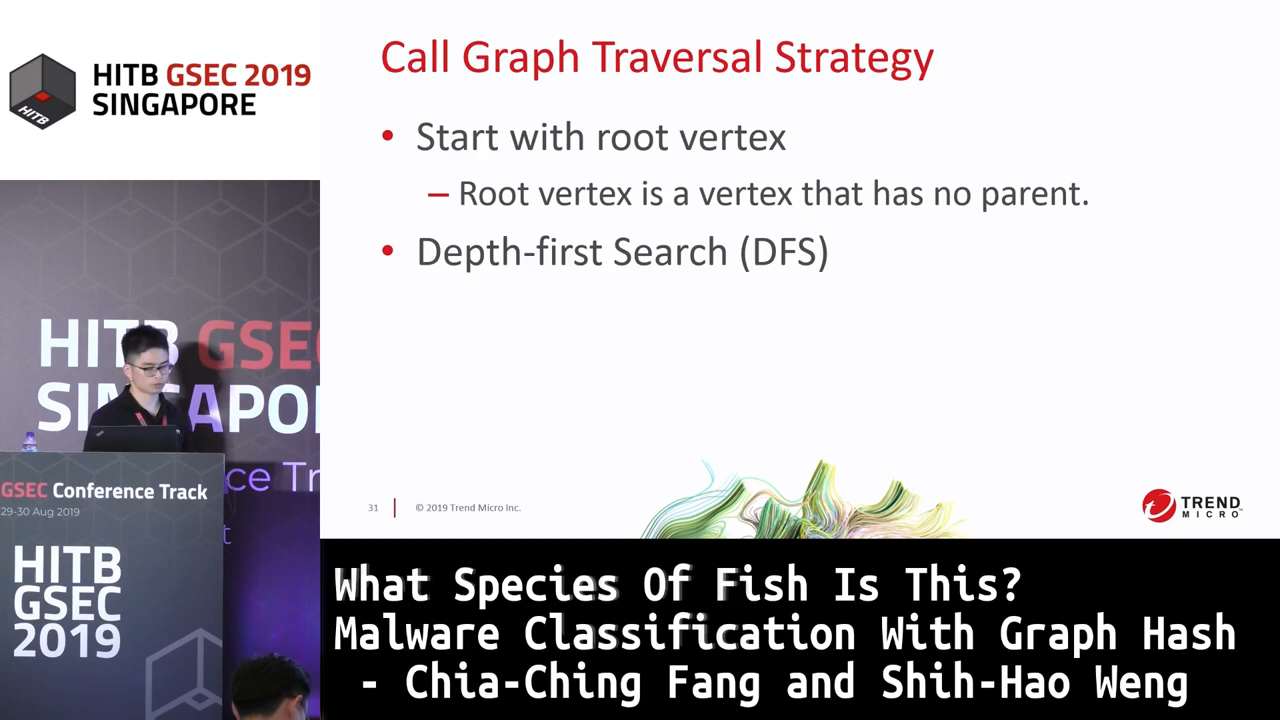 HITB GSEC 2019
SINGAPORE
HITB
Call Graph Traversal Strategy
• Start with root vertex
– Root vertex is a vertex that has no parent.
• Depth-first Search (DFS)
31
© 2019 Trend Micro Inc.
TREND
MICRO
HITB GSEC
GSEC Conference Track
29-30 Aug 2019
HITB
GSEC
2019
What Species Of Fish Is This?
Malware Classification With Graph Hash
- Chia-Ching Fang and Shih-Hao Weng